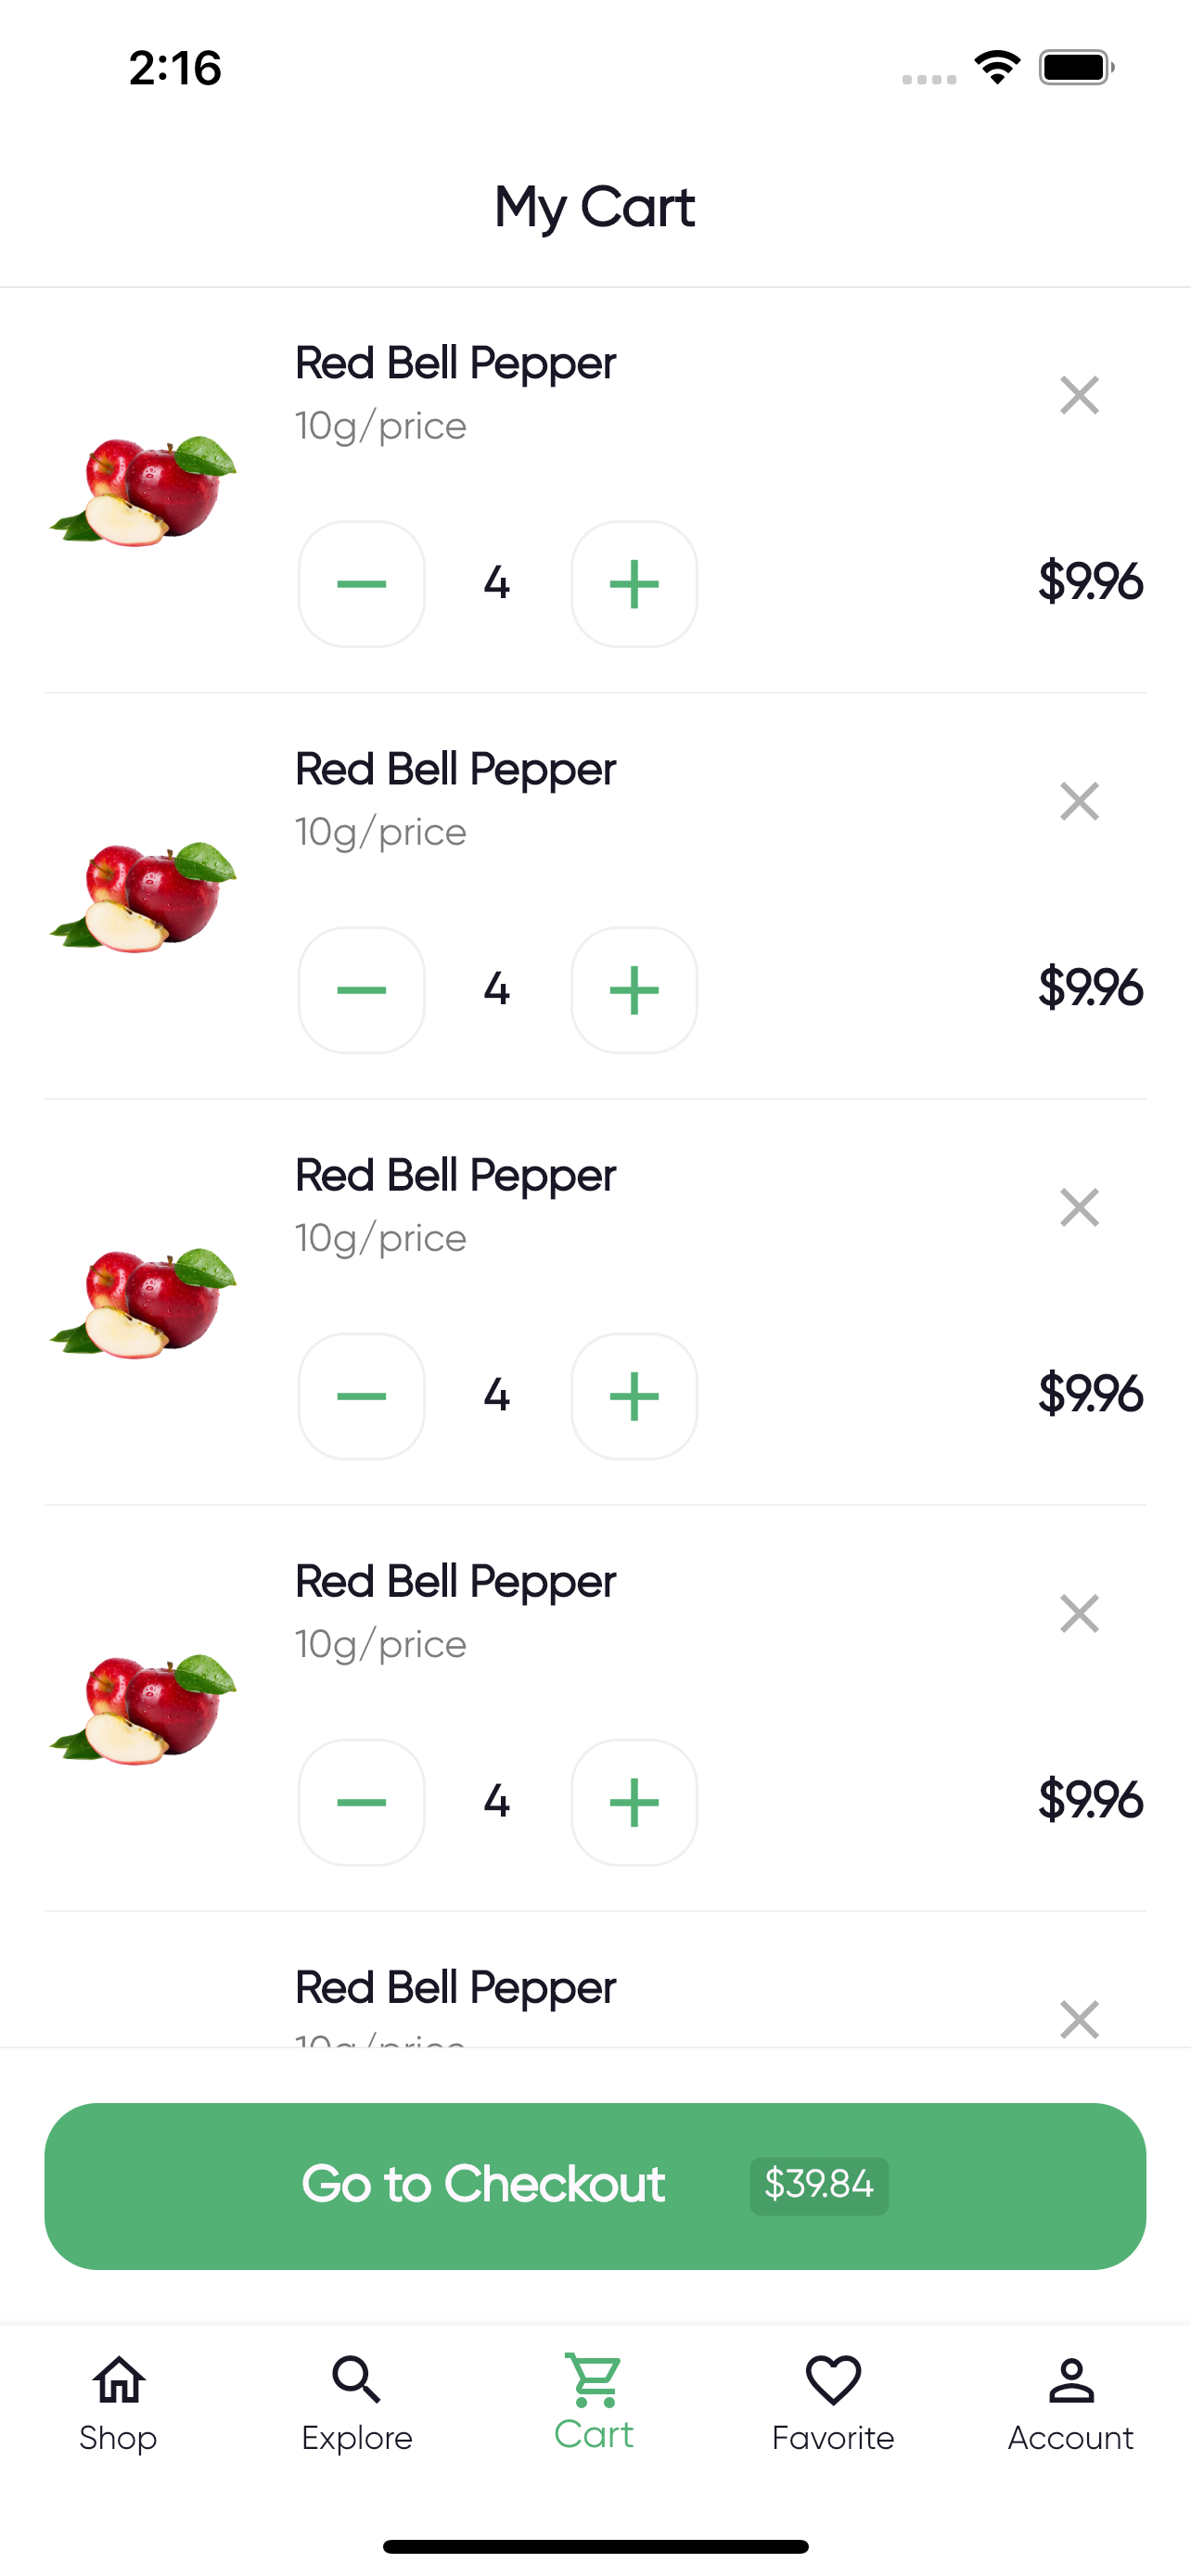 2:16
My Cart
Red Bell Pepper
10g/price
4
$9.96
Red Bell Pepper
10g/price
4
$9.96
Red Bell Pepper
10g/price
4
$9.96
Red Bell Pepper
10g/price
4
$9.96
Red Bell Pepper
10g/price
Go to Checkout $39.84
Shop Explore Cart Favorite Account